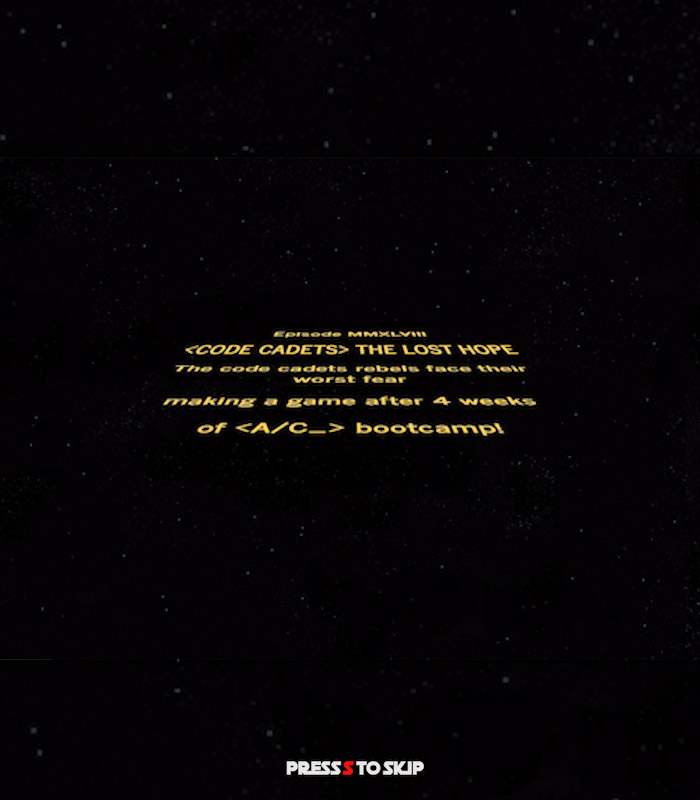 Episode MMXLVIII
<CODE CADETS> THE LOST HOPE
The code cadets rebels face their
worst fear
making a game after 4 weeks
of <A/C_> bootcamp!
PRESS S TO SKIP